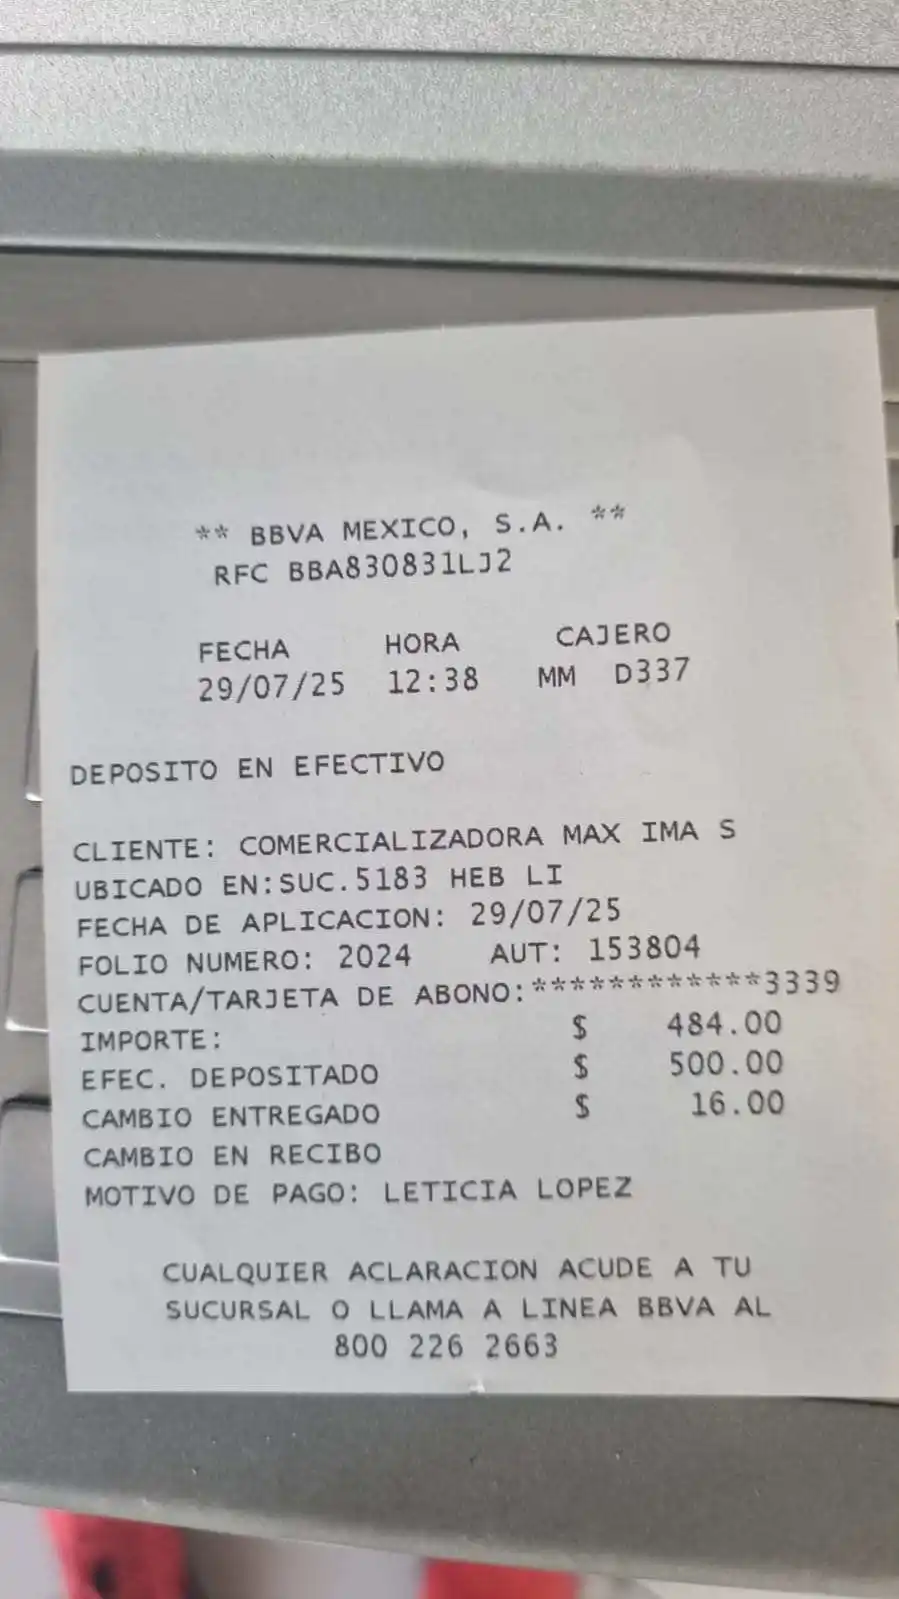 ** BBVA MEXICO, S.A. **
RFC BBA830831LJ2
FECHA HORA CAJERO
29/07/25 12:38 MM D337
DEPOSITO EN EFECTIVO
CLIENTE: COMERCIALIZADORA MAX IMA S
UBICADO EN:SUC.5183 HEB LI
FECHA DE APLICACION: 29/07/25
FOLIO NUMERO: 2024 AUT: 153804
CUENTA/TARJETA DE ABONO:************3339
IMPORTE: $ 484.00
EFEC. DEPOSITADO $ 500.00
CAMBIO ENTREGADO $ 16.00
CAMBIO EN RECIBO
MOTIVO DE PAGO: LETICIA LOPEZ
CUALQUIER ACLARACION ACUDE A TU
SUCURSAL O LLAMA A LINEA BBVA AL
800 226 2663